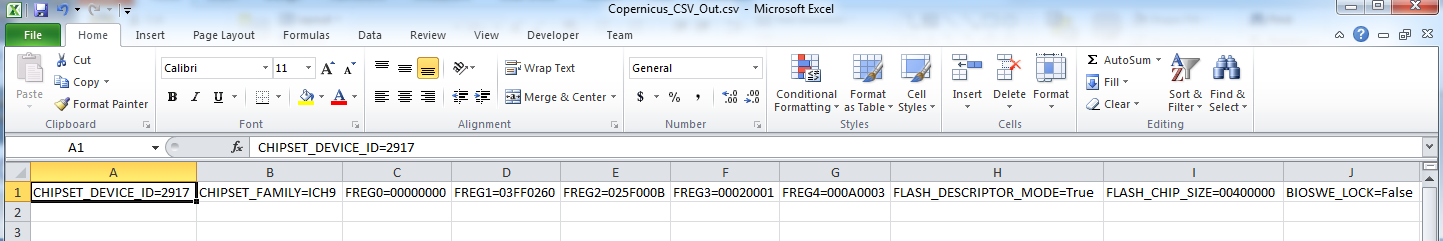 Copernicus_CSV_Out.csv - Microsoft Excel
File Home Insert Page Layout Formulas Data Review View Developer Team
Paste Cut Copy Format Painter Clipboard
Calibri 11 A A B I U A Font
Wrap Text Merge & Center Alignment
General $ % , .0 .00 .00 .0 Number
Conditional Formatting Format as Table Cell Styles Styles
Insert Delete Format Cells
Σ AutoSum Fill Clear Sort & Filter Find & Select Editing
A1 fx CHIPSET_DEVICE_ID=2917
A B C D E F G H I J
1 CHIPSET_DEVICE_ID=2917 CHIPSET_FAMILY=ICH9 FREG0=00000000 FREG1=03FF0260 FREG2=025F000B FREG3=00020001 FREG4=000A0003 FLASH_DESCRIPTOR_MODE=True FLASH_CHIP_SIZE=00400000 BIOSWE_LOCK=False
2
3